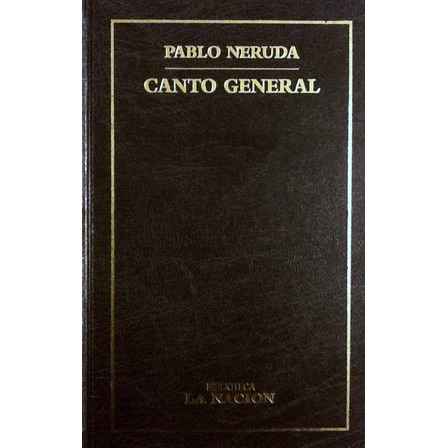 PABLO NERUDA
CANTO GENERAL
BIBLIOTECA
LA NACION